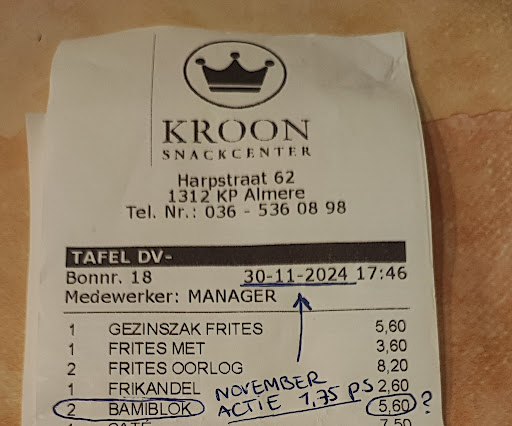 KROON
SNACKCENTER
Harpstraat 62
1312 KP Almere
Tel. Nr.: 036 - 536 08 98
TAFEL DV-
Bonnr. 18 30-11-2024 17:46
Medewerker: MANAGER
1 GEZINSZAK FRITES 5,60
1 FRITES MET 3,60
2 FRITES OORLOG 8,20
1 FRIKANDEL 2,60
NOVEMBER
ACTIE 1,75 P.S
2 BAMIBLOK 5,60 ?